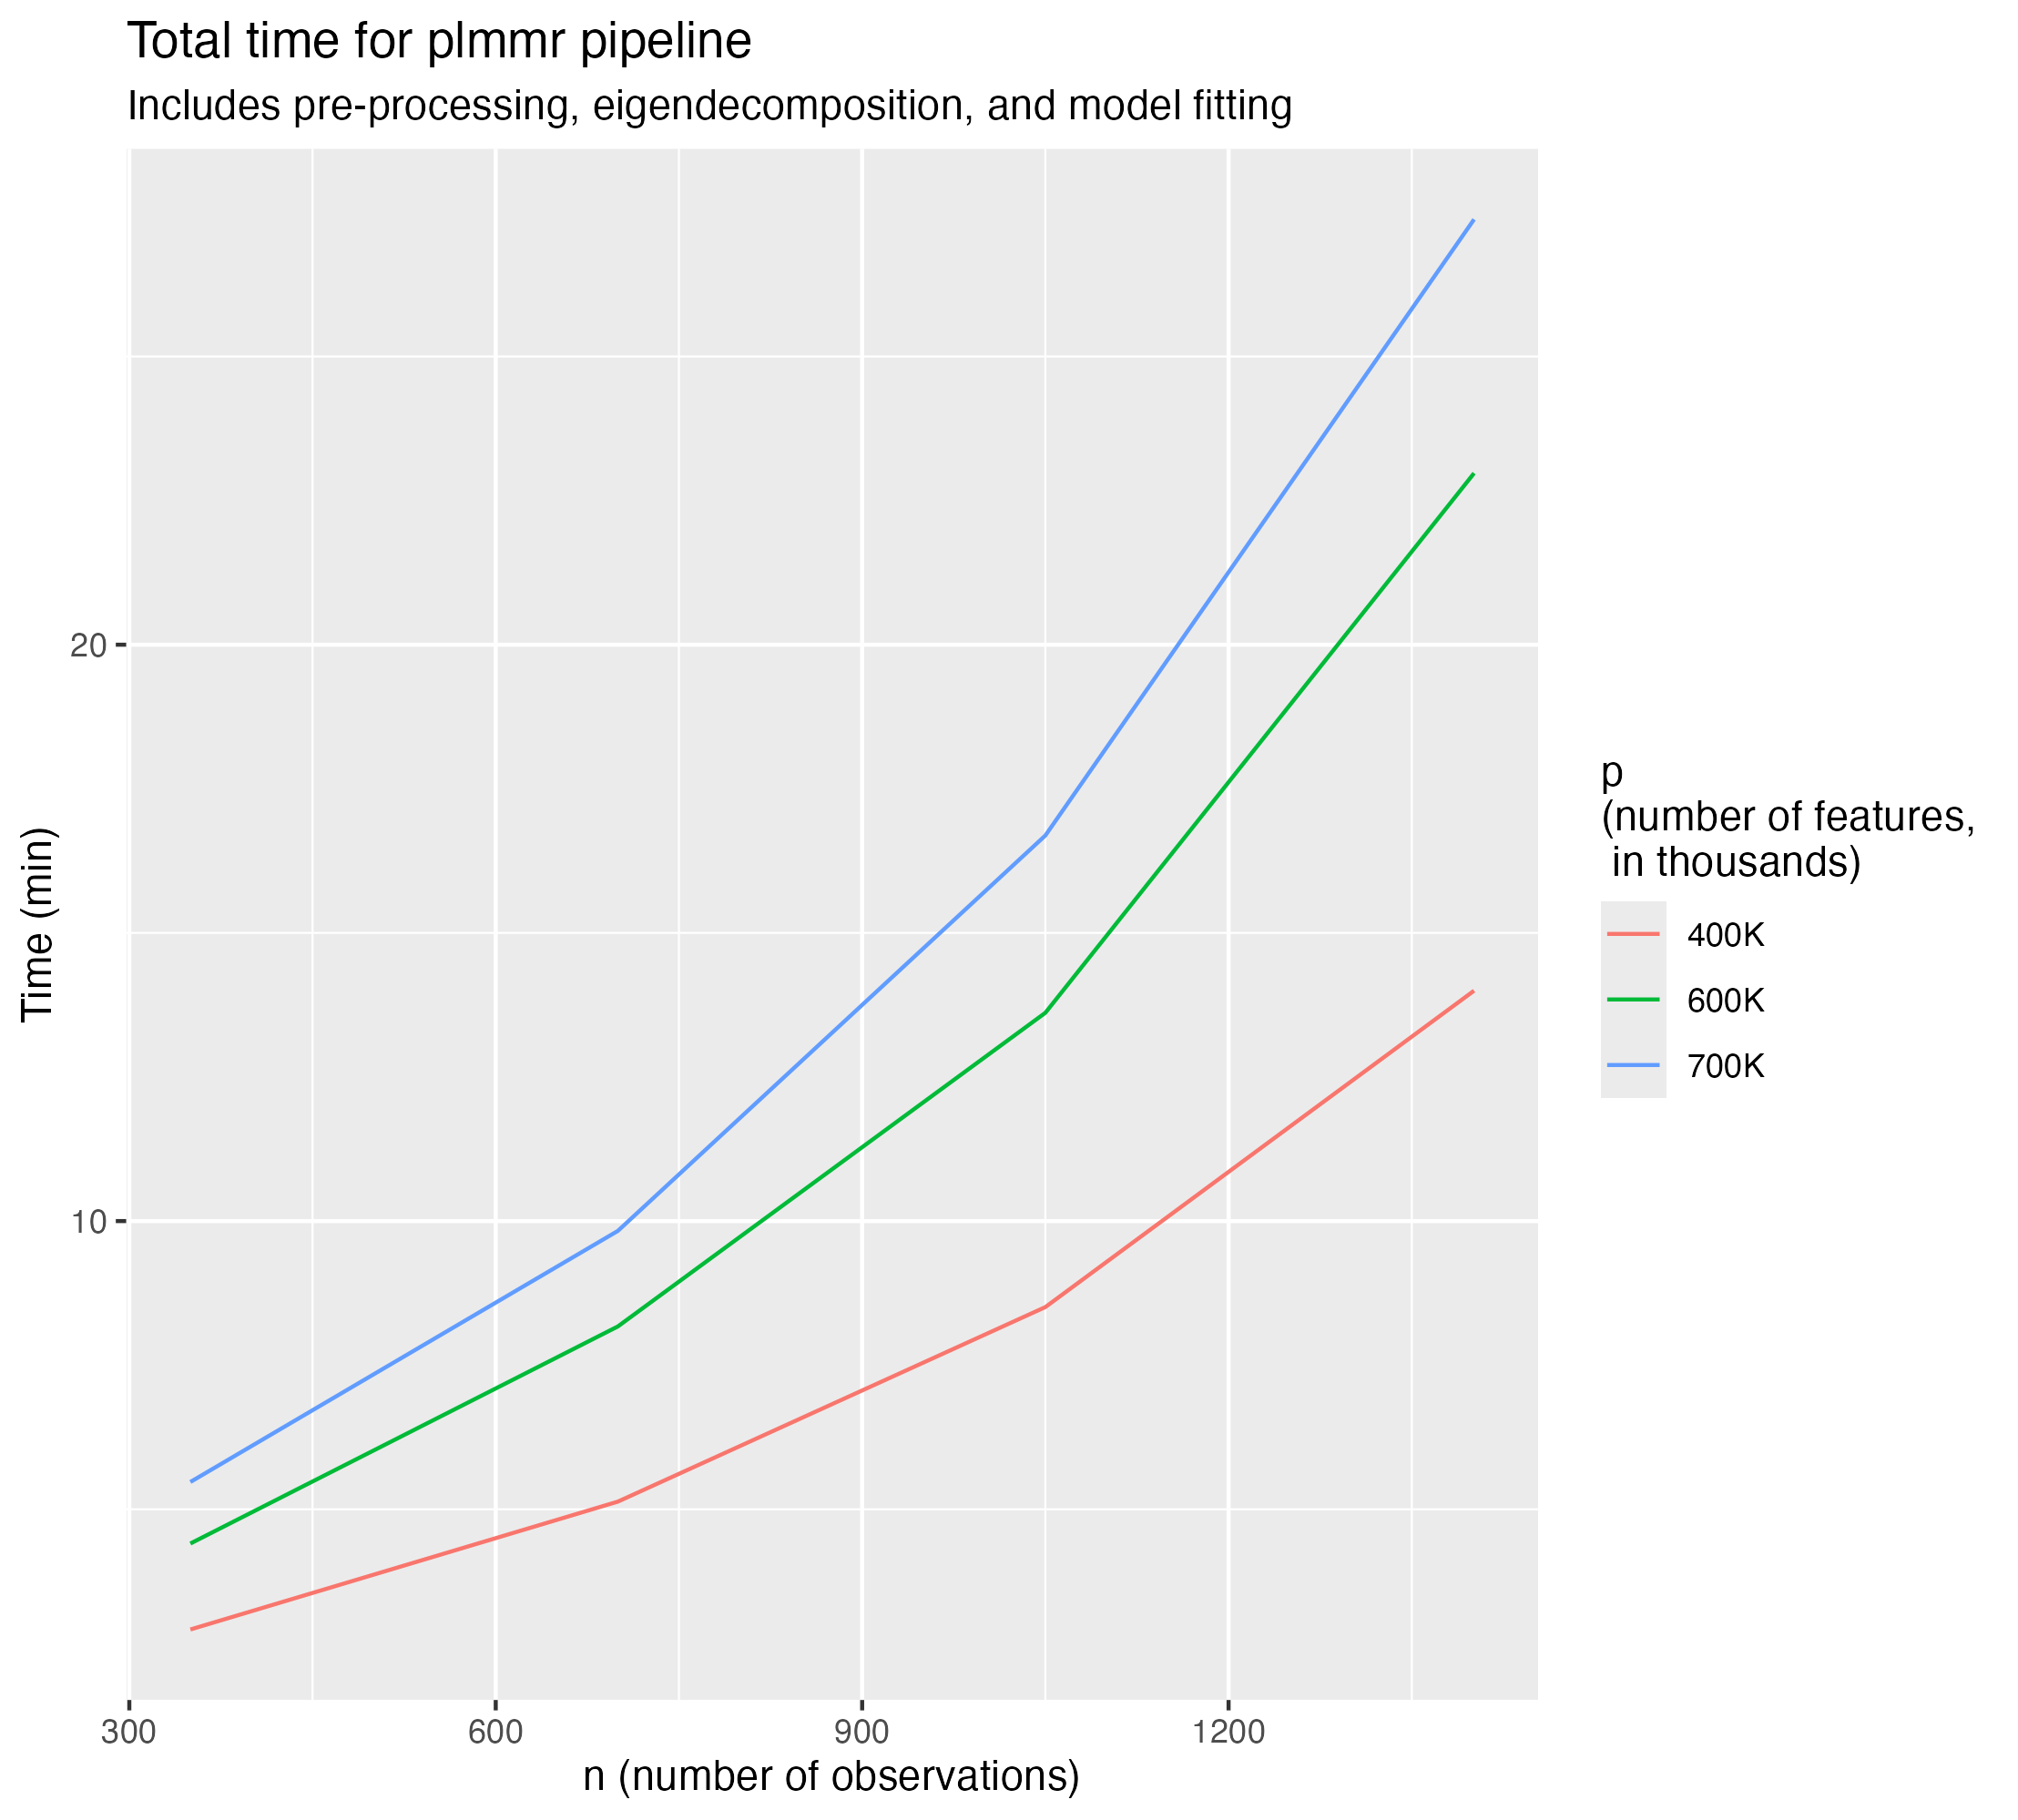 Total time for plmmr pipeline
Includes pre-processing, eigendecomposition, and model fitting
Time (min)
20
10
300
600
900
1200
n (number of observations)
p
(number of features,
in thousands)
400K
600K
700K